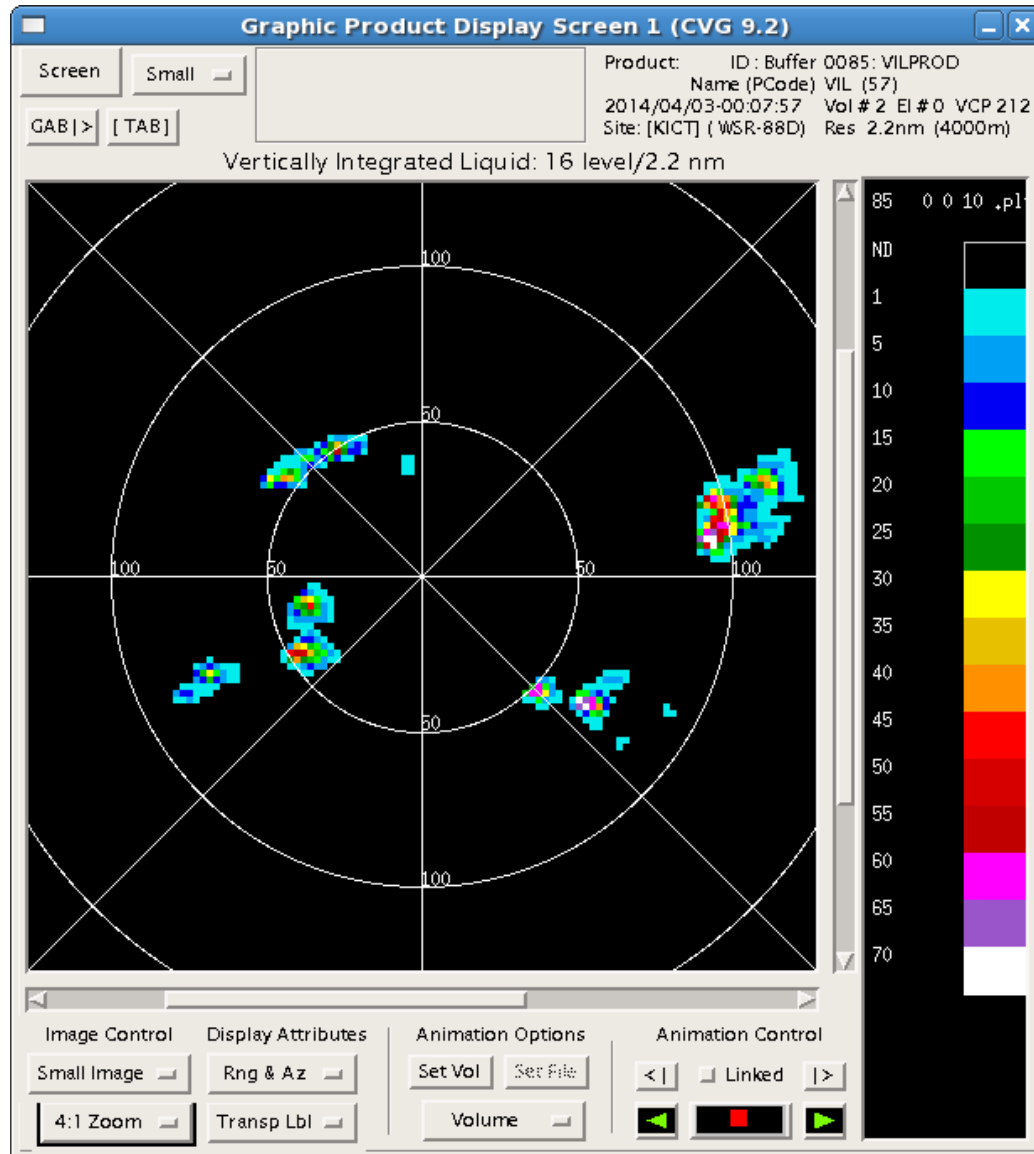 Graphic Product Display Screen 1 (CVG 9.2)
Screen
Small
Product: ID: Buffer 0085: VILPROD
Name (PCode) VIL (57)
2014/04/03-00:07:57 Vol # 2 El # 0 VCP 212
Site: [KICT] (WSR-88D) Res 2.2nm (4000m)
GAB|> [TAB]
Vertically Integrated Liquid: 16 level/2.2 nm
100
50
100
50
50
100
50
100
85 0 0 10 .pl
ND
1
5
10
15
20
25
30
35
40
45
50
55
60
65
70
Image Control
Display Attributes
Animation Options
Animation Control
Small Image
Rng & Az
Set Vol
Set File
<|
Linked
|>
4:1 Zoom
Transp Lbl
Volume